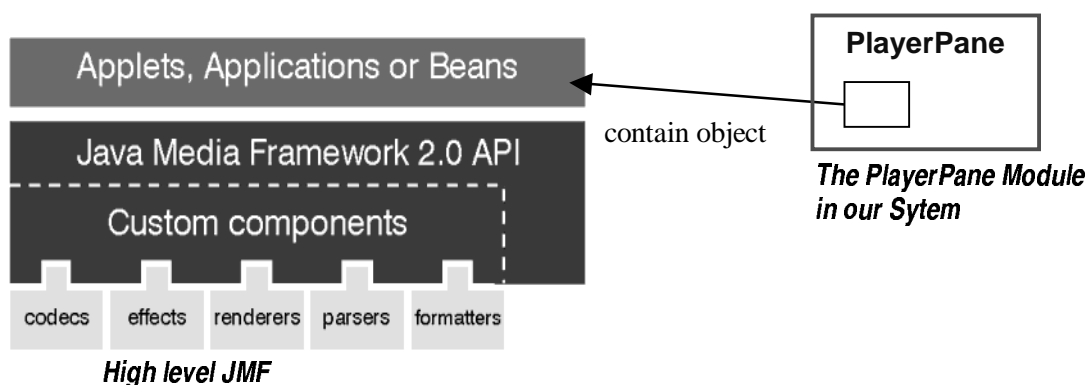 PlayerPane
Applets, Applications or Beans
contain object
Java Media Framework 2.0 API
The PlayerPane Module
in our Sytem
Custom components
codecs effects renderers parsers formatters
High level JMF